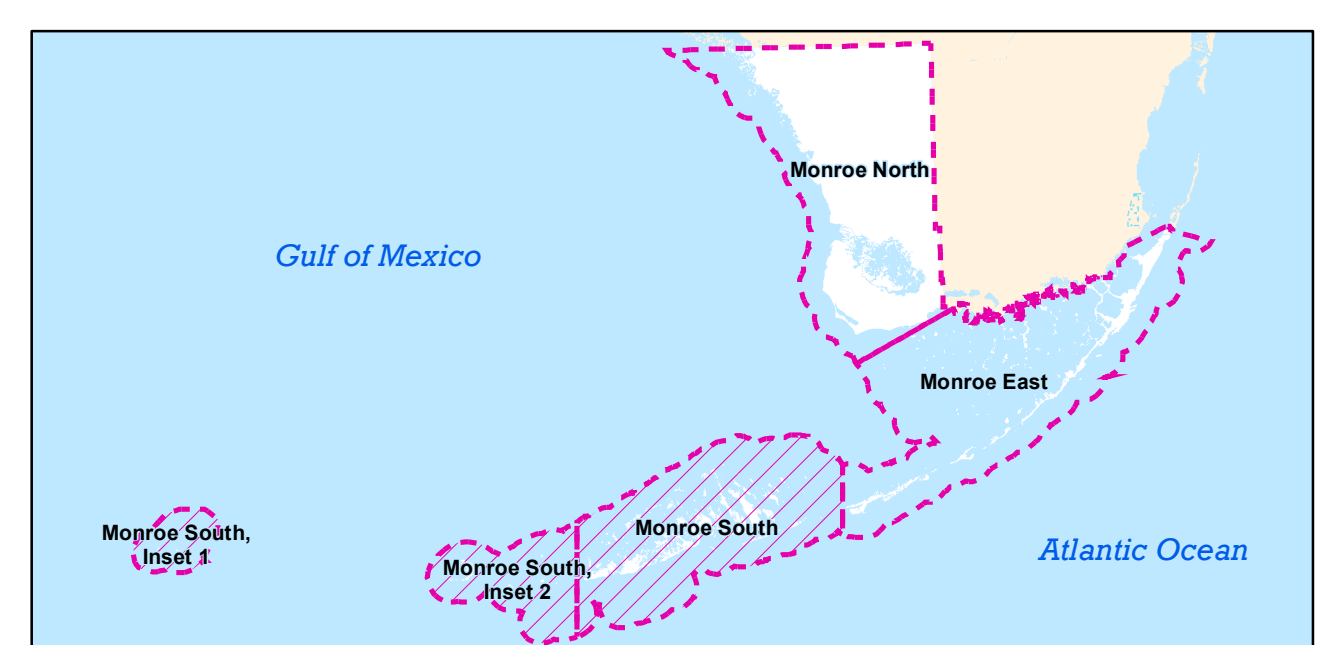 Monroe North
Gulf of Mexico
Monroe East
Monroe South,
Inset 1
Monroe South
Monroe South,
Inset 2
Atlantic Ocean